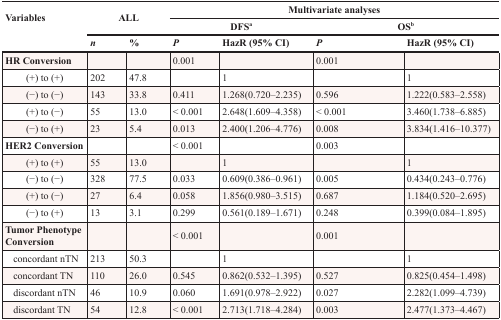 Variables ALL Multivariate analyses
DFSᵃ OSᵇ
n % P HazR (95% CI) P HazR (95% CI)
HR Conversion 0.001 0.001
(+) to (+) 202 47.8 1 1
(−) to (−) 143 33.8 0.411 1.268(0.720–2.235) 0.596 1.222(0.583–2.558)
(+) to (−) 55 13.0 < 0.001 2.648(1.609–4.358) < 0.001 3.460(1.738–6.885)
(−) to (+) 23 5.4 0.013 2.400(1.206–4.776) 0.008 3.834(1.416–10.377)
HER2 Conversion < 0.001 0.003
(+) to (+) 55 13.0 1 1
(−) to (−) 328 77.5 0.033 0.609(0.386–0.961) 0.005 0.434(0.243–0.776)
(+) to (−) 27 6.4 0.058 1.856(0.980–3.515) 0.687 1.184(0.520–2.695)
(−) to (+) 13 3.1 0.299 0.561(0.189–1.671) 0.248 0.399(0.084–1.895)
Tumor Phenotype
Conversion < 0.001 0.001
concordant nTN 213 50.3 1 1
concordant TN 110 26.0 0.545 0.862(0.532–1.395) 0.527 0.825(0.454–1.498)
discordant nTN 46 10.9 0.060 1.691(0.978–2.922) 0.027 2.282(1.099–4.739)
discordant TN 54 12.8 < 0.001 2.713(1.718–4.284) 0.003 2.477(1.373–4.467)